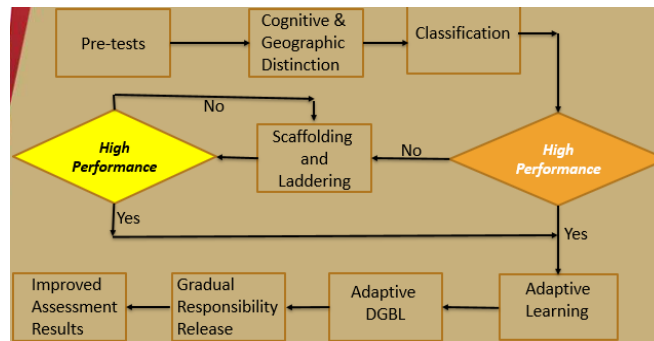 Pre-tests
Cognitive &
Geographic
Distinction
Classification
No
High
Performance
Scaffolding
and
Laddering
No
High
Performance
Yes
Yes
Improved
Assessment
Results
Gradual
Responsibility
Release
Adaptive
DGBL
Adaptive
Learning